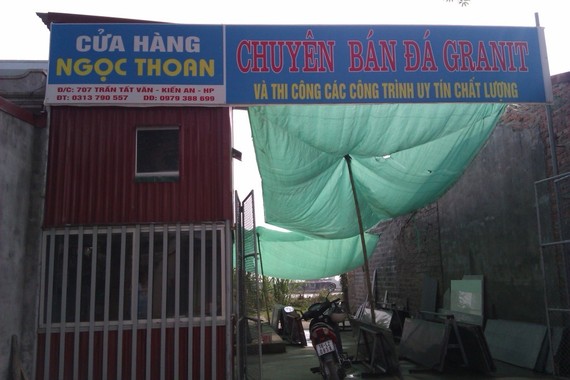 CỬA HÀNG
NGỌC THOAN
Đ/C: 707 TRẦN TẤT VĂN - KIẾN AN - HP
ĐT: 0313 790 557 DĐ: 0979 388 699
CHUYÊN BÁN ĐÁ GRANIT
VÀ THI CÔNG CÁC CÔNG TRÌNH UY TÍN CHẤT LƯỢNG